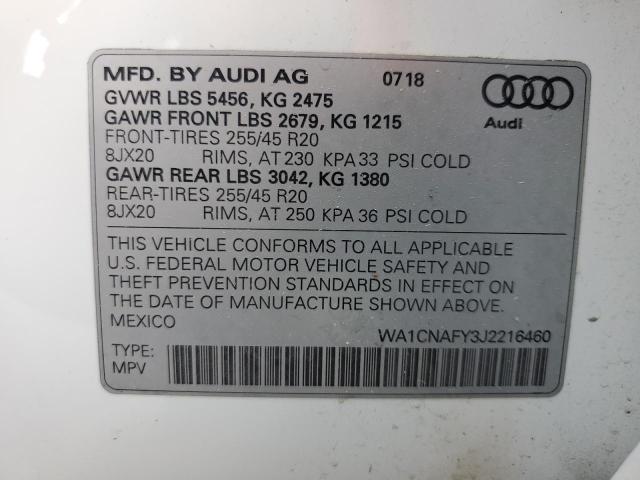 MFD. BY AUDI AG 07 18
GVWR LBS 5456, KG 2475
GAWR FRONT LBS 2679, KG 1215
Audi
FRONT-TIRES 255/45 R20
8JX20 RIMS, AT 230 KPA 33 PSI COLD
GAWR REAR LBS 3042, KG 1380
REAR-TIRES 255/45 R20
8JX20 RIMS, AT 250 KPA 36 PSI COLD
THIS VEHICLE CONFORMS TO ALL APPLICABLE
U.S. FEDERAL MOTOR VEHICLE SAFETY AND
THEFT PREVENTION STANDARDS IN EFFECT ON
THE DATE OF MANUFACTURE SHOWN ABOVE.
MEXICO
WA1CNAFY3J2216460
TYPE:
MPV